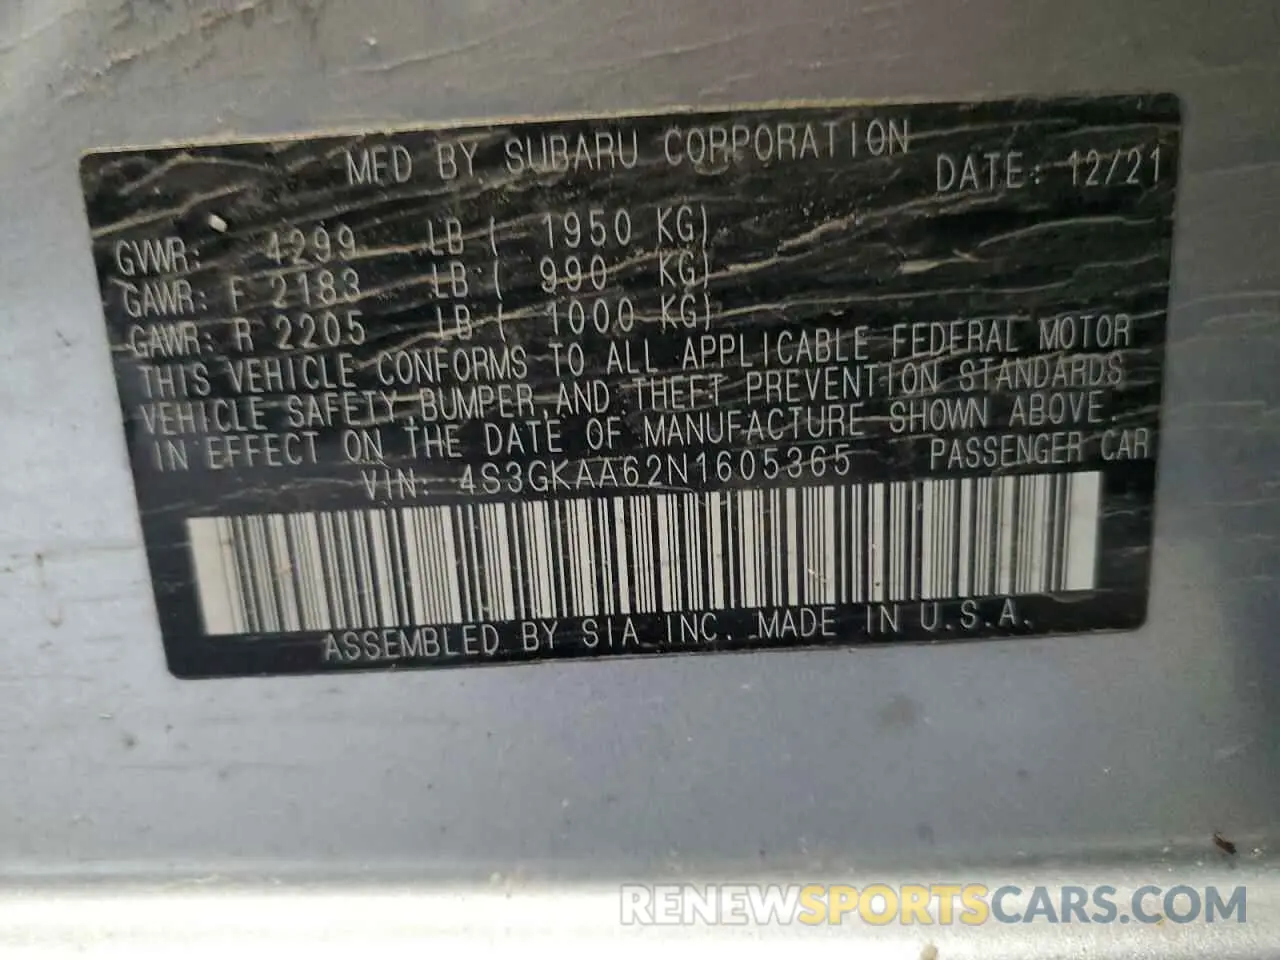 MFD BY SUBARU CORPORATION
DATE: 12/21
GVWR: 4299 LB ( 1950 KG)
GAWR: F 2183 LB ( 990 KG)
GAWR: R 2205 LB ( 1000 KG)
THIS VEHICLE CONFORMS TO ALL APPLICABLE FEDERAL MOTOR
VEHICLE SAFETY, BUMPER, AND THEFT PREVENTION STANDARDS
IN EFFECT ON THE DATE OF MANUFACTURE SHOWN ABOVE.
VIN: 4S3GKAA62N1605365 PASSENGER CAR
ASSEMBLED BY SIA INC. MADE IN U.S.A.
RENEWSPORTSCARS.COM